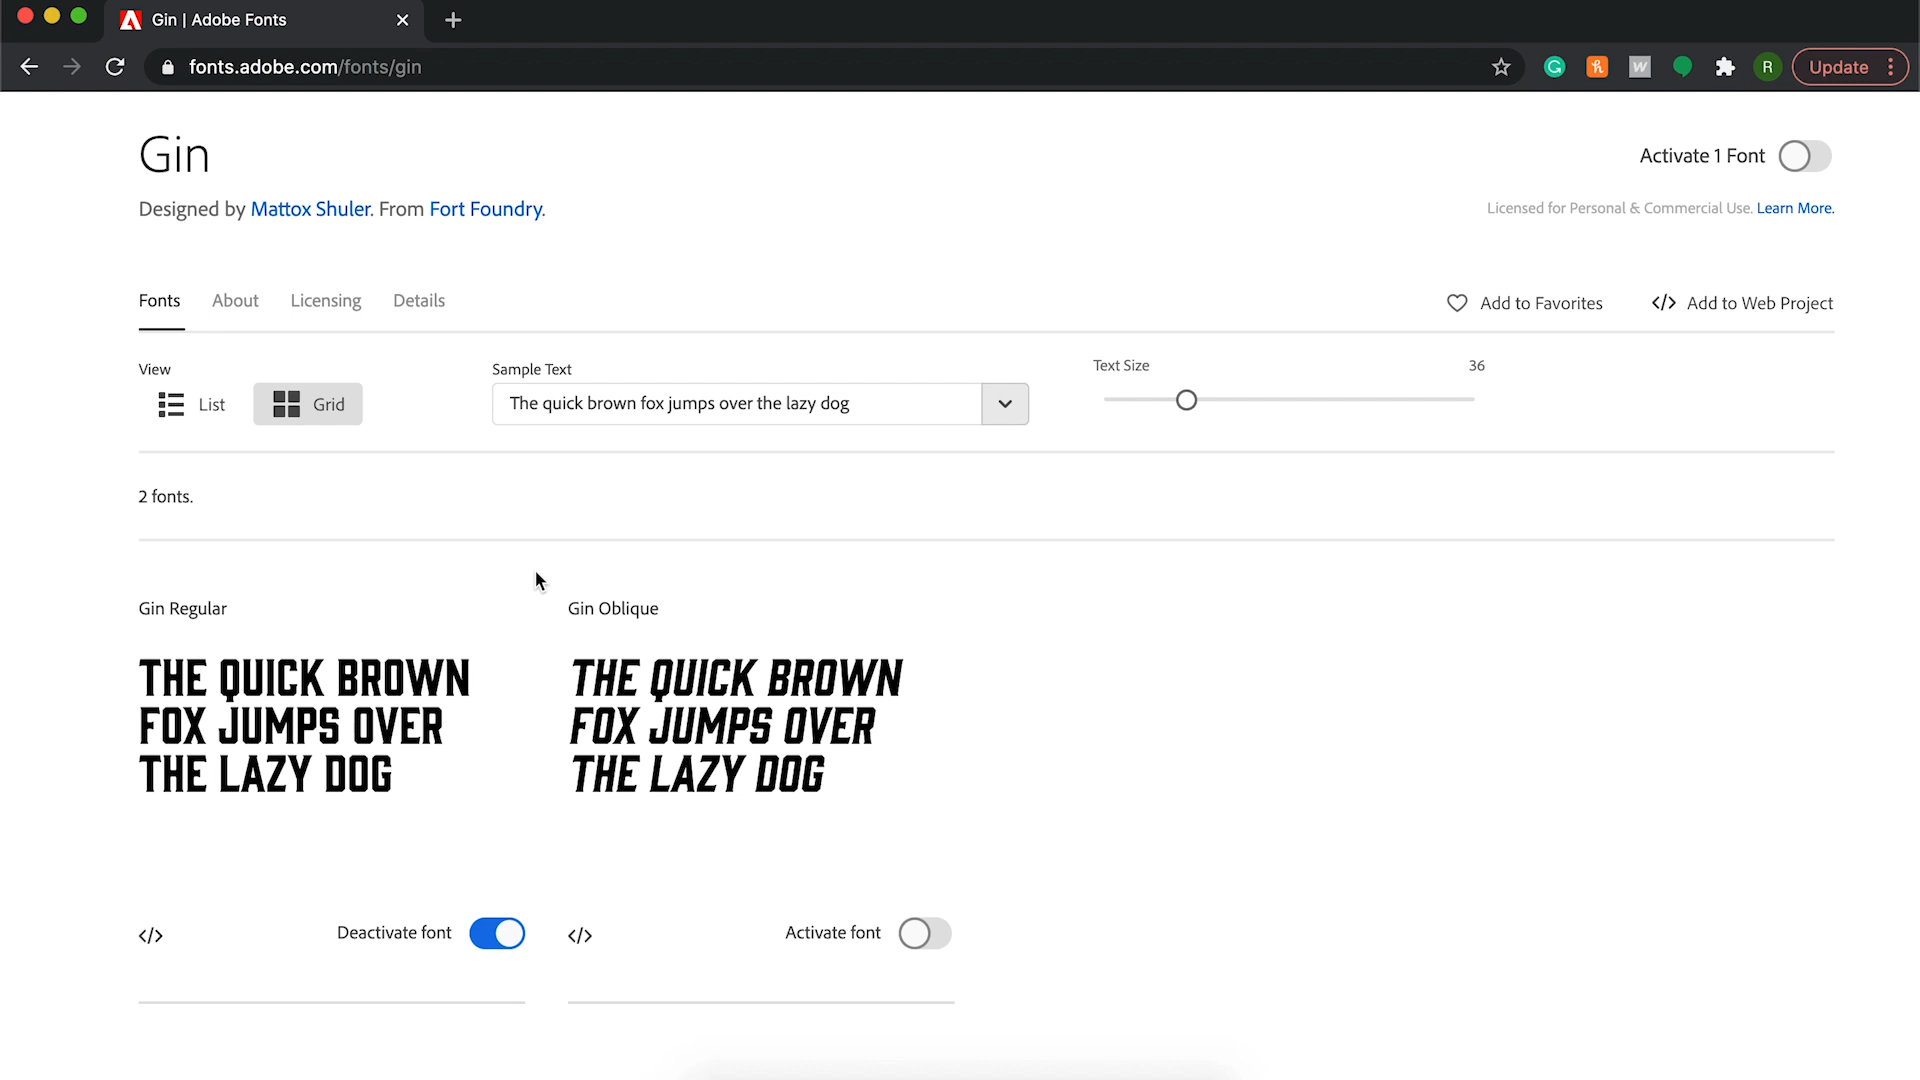 Gin | Adobe Fonts
fonts.adobe.com/fonts/gin
R
Update
Gin
Activate 1 Font
Designed by Mattox Shuler. From Fort Foundry.
Licensed for Personal & Commercial Use. Learn More.
Fonts About Licensing Details
Add to Favorites
</> Add to Web Project
View
Sample Text
Text Size 36
List
Grid
The quick brown fox jumps over the lazy dog
2 fonts.
Gin Regular
THE QUICK BROWN
FOX JUMPS OVER
THE LAZY DOG
</> Deactivate font
Gin Oblique
THE QUICK BROWN
FOX JUMPS OVER
THE LAZY DOG
</> Activate font